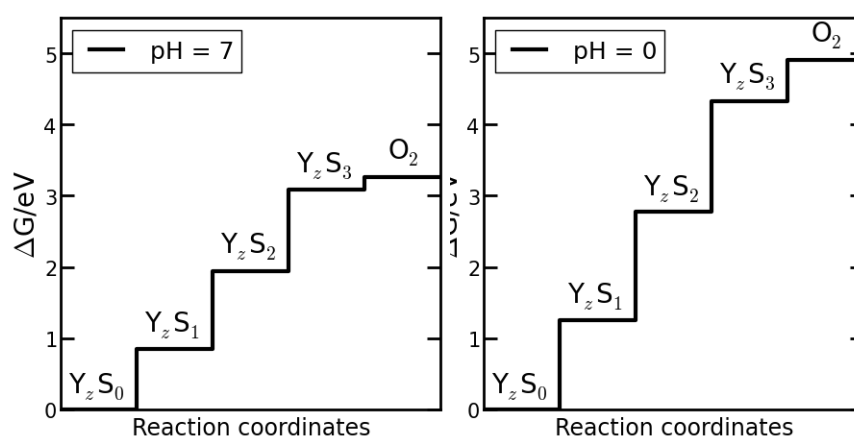 pH = 7
ΔG/eV
5
4
3
2
1
0
Y_zS_0
Y_zS_1
Y_zS_2
Y_zS_3
O_2
Reaction coordinates
pH = 0
5
4
3
2
1
0
Y_zS_0
Y_zS_1
Y_zS_2
Y_zS_3
O_2
Reaction coordinates